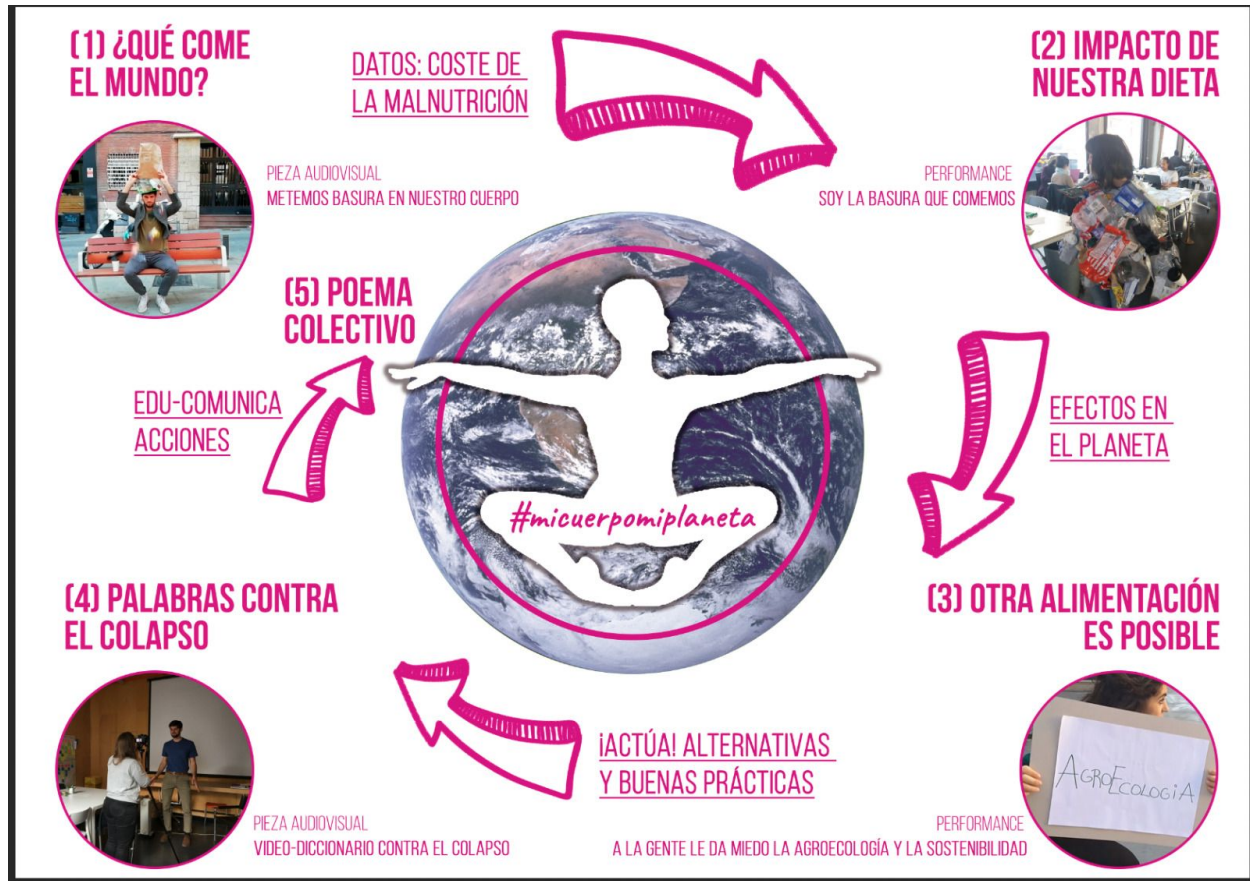 (1) ¿QUÉ COME
EL MUNDO?
PIEZA AUDIOVISUAL
METEMOS BASURA EN NUESTRO CUERPO
DATOS: COSTE DE
LA MALNUTRICIÓN
(2) IMPACTO DE
NUESTRA DIETA
PERFORMANCE
SOY LA BASURA QUE COMEMOS
EFECTOS EN
EL PLANETA
(3) OTRA ALIMENTACIÓN
ES POSIBLE
AGROECOLOGIA
PERFORMANCE
A LA GENTE LE DA MIEDO LA AGROECOLOGÍA Y LA SOSTENIBILIDAD
¡ACTÚA! ALTERNATIVAS
Y BUENAS PRÁCTICAS
(4) PALABRAS CONTRA
EL COLAPSO
PIEZA AUDIOVISUAL
VIDEO-DICCIONARIO CONTRA EL COLAPSO
EDU-COMUNICA
ACCIONES
(5) POEMA
COLECTIVO
#micuerpomiplaneta